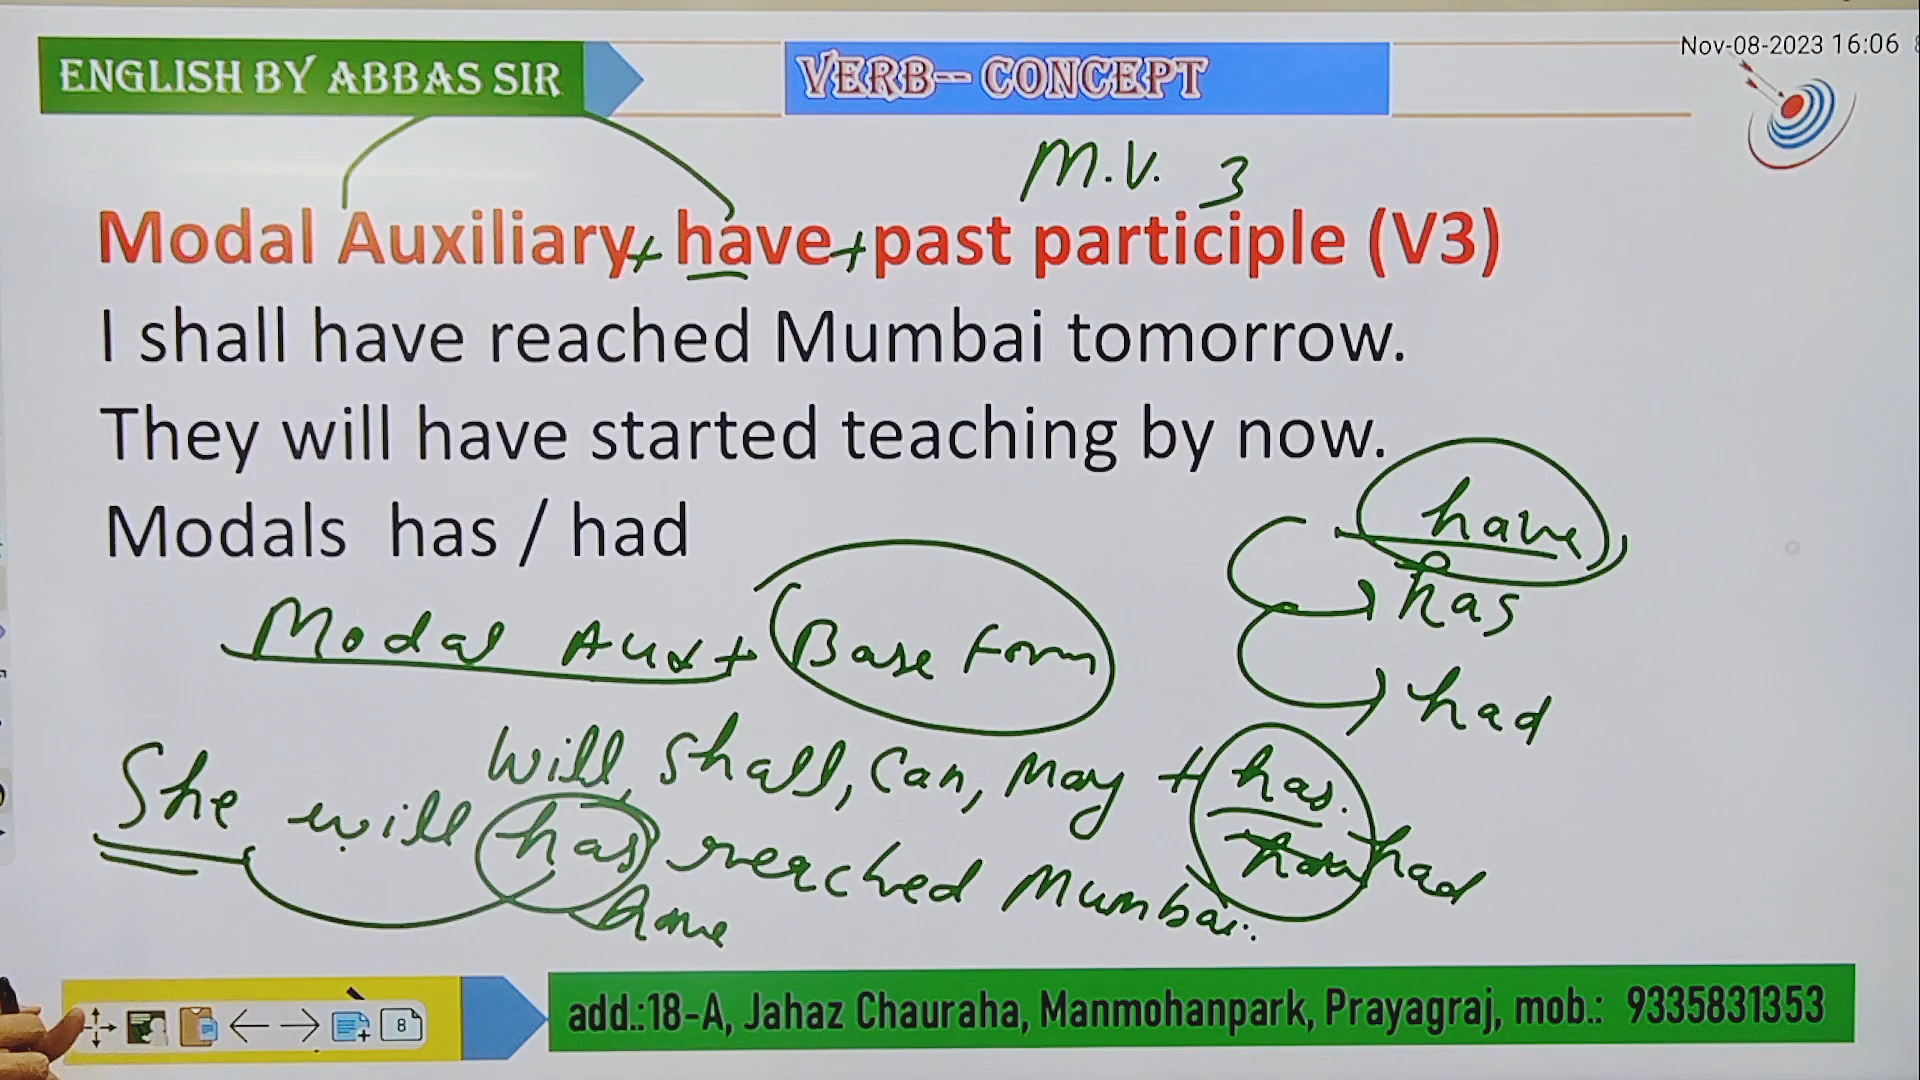 Nov-08-2023 16:06
ENGLISH BY ABBAS SIR
VERB-- CONCEPT
M.V. 3
Modal Auxiliary + have + past participle (V3)
I shall have reached Mumbai tomorrow.
They will have started teaching by now.
have
Modals has / had
has
Modal Aux + Base Form
had
Will, Shall, Can, May + has.
She will has reached Mumbai.
had
have
8
add.:18-A, Jahaz Chauraha, Manmohanpark, Prayagraj, mob.: 9335831353